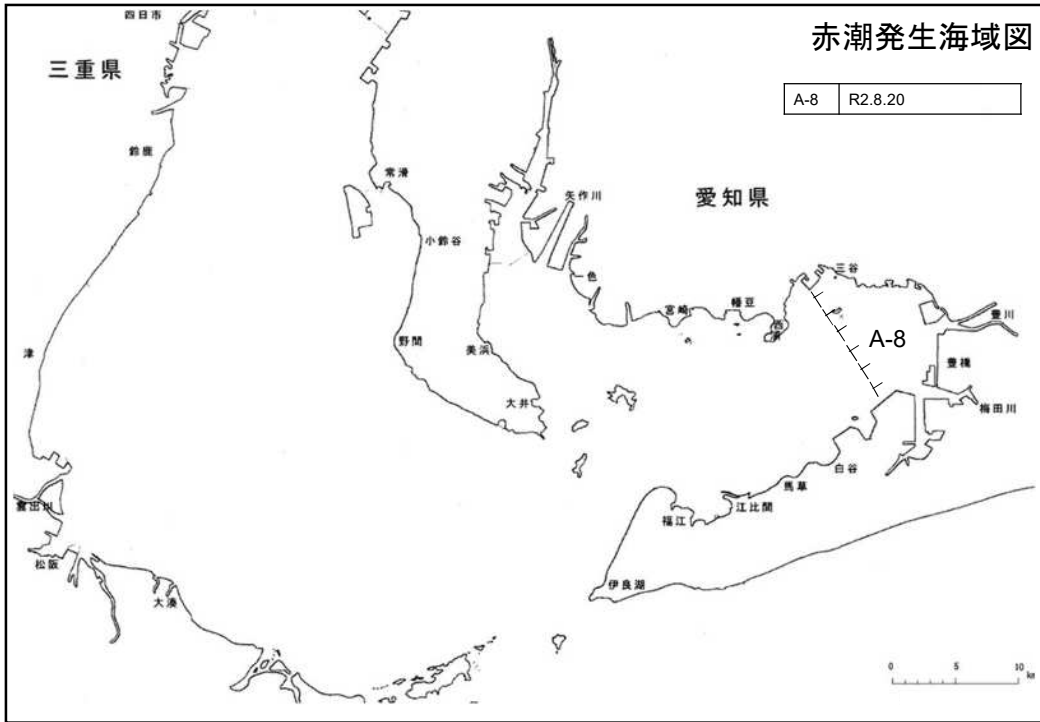 赤潮発生海域図
A-8 R2.8.20
四日市
三重県
鈴鹿
常滑
矢作川
愛知県
小鈴谷
一色
三谷
宮崎
幡豆
西浦
豊川
A-8
津
野間
美浜
豊橋
大井
梅田川
白谷
馬草
雲出川
福江
江比間
松阪
伊良湖
大湊
0 5 10
km